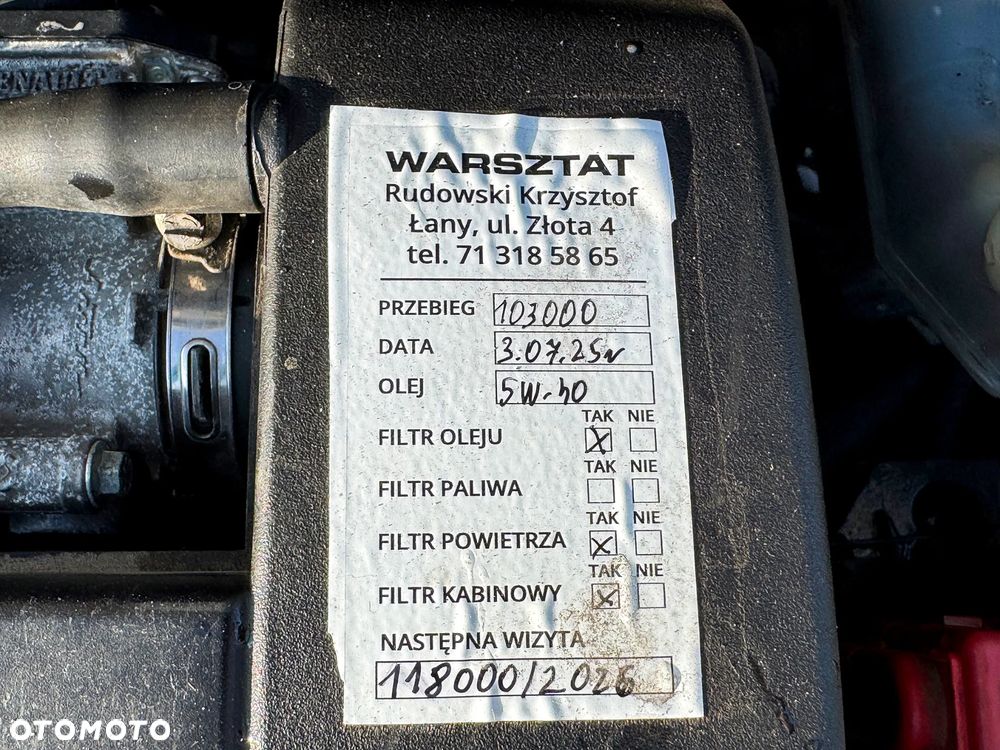 RENAULT
WARSZTAT
Rudowski Krzysztof
Łany, ul. Złota 4
tel. 71 318 58 65
PRZEBIEG 103000
DATA 3.07.25r
OLEJ 5W-40
TAK NIE
FILTR OLEJU X
TAK NIE
FILTR PALIWA
TAK NIE
FILTR POWIETRZA X
TAK NIE
FILTR KABINOWY X
NASTĘPNA WIZYTA
118000/2026
OTOMOTO